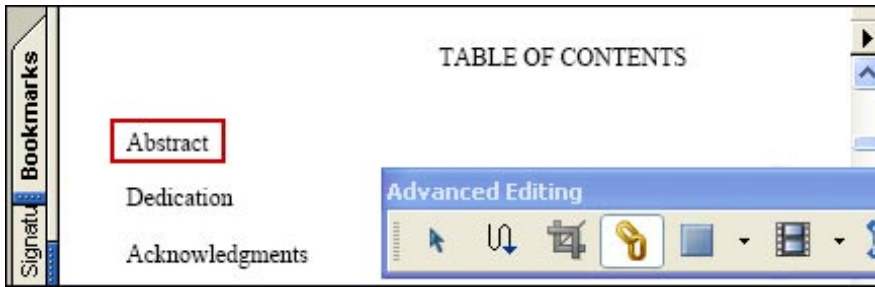 TABLE OF CONTENTS
Bookmarks
Abstract
Dedication
Advanced Editing
Signatu
Acknowledgments